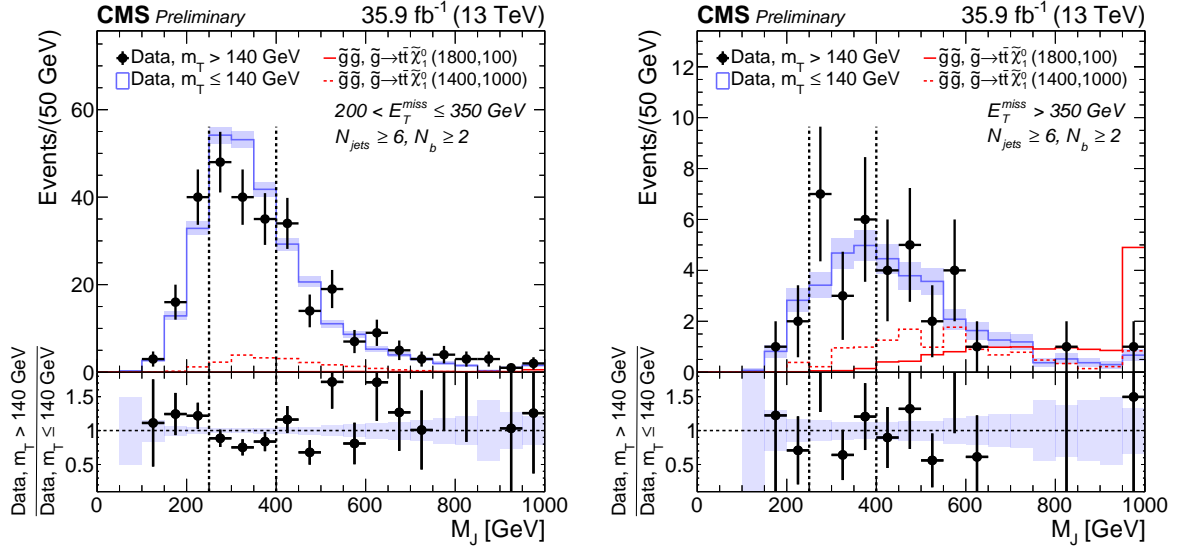 CMS Preliminary 35.9 fb⁻¹ (13 TeV)
Data, m_T > 140 GeV
Data, m_T ≤ 140 GeV
g̃g̃, g̃→tt̄χ̃₁⁰ (1800,100)
g̃g̃, g̃→tt̄χ̃₁⁰ (1400,1000)
200 < E_T^miss ≤ 350 GeV
N_jets ≥ 6, N_b ≥ 2
Events/(50 GeV)
60
40
20
0
Data, m_T > 140 GeV
Data, m_T ≤ 140 GeV
1.5
1
0.5
0 200 400 600 800 1000
M_J [GeV]
CMS Preliminary 35.9 fb⁻¹ (13 TeV)
Data, m_T > 140 GeV
Data, m_T ≤ 140 GeV
g̃g̃, g̃→tt̄χ̃₁⁰ (1800,100)
g̃g̃, g̃→tt̄χ̃₁⁰ (1400,1000)
E_T^miss > 350 GeV
N_jets ≥ 6, N_b ≥ 2
Events/(50 GeV)
12
10
8
6
4
2
0
Data, m_T > 140 GeV
Data, m_T ≤ 140 GeV
1.5
1
0.5
0 200 400 600 800 1000
M_J [GeV]